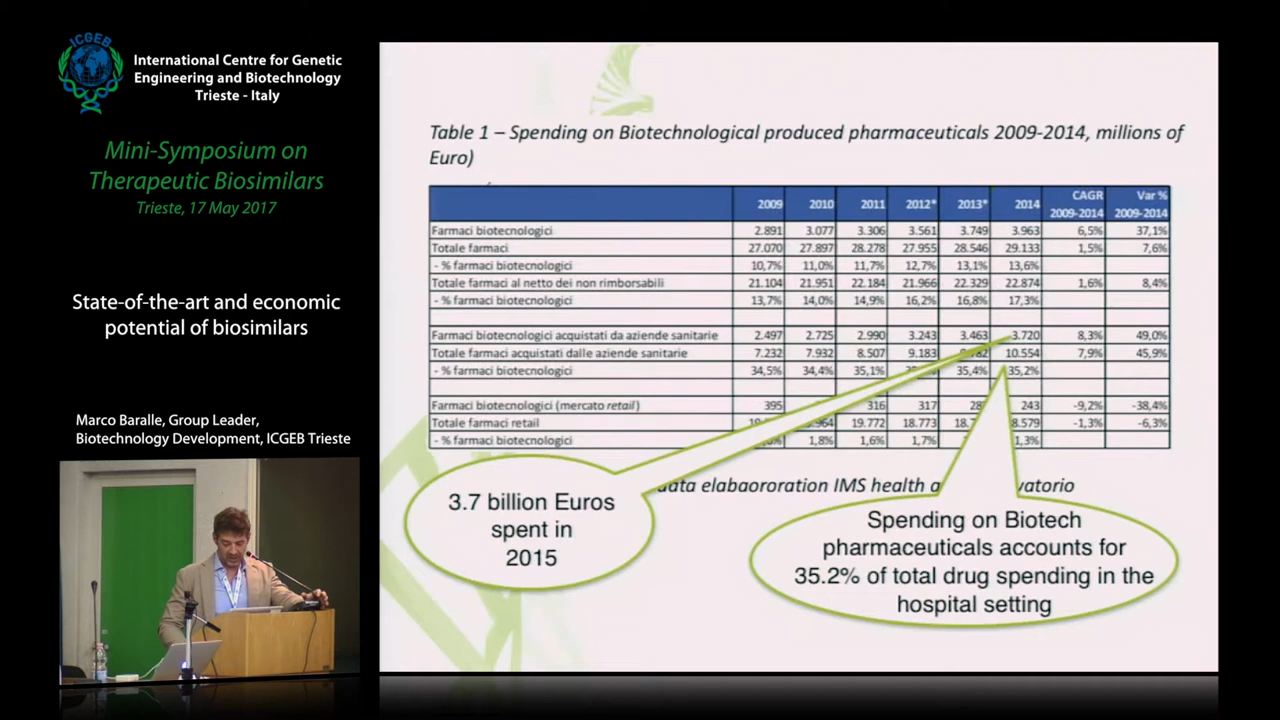 ICGEB
International Centre for Genetic
Engineering and Biotechnology
Trieste - Italy
Mini-Symposium on
Therapeutic Biosimilars
Trieste, 17 May 2017
State-of-the-art and economic
potential of biosimilars
Marco Baralle, Group Leader,
Biotechnology Development, ICGEB Trieste
Table 1 – Spending on Biotechnological produced pharmaceuticals 2009-2014, millions of
Euro)
2009 2010 2011 2012* 2013* 2014 CAGR 2009-2014 Var % 2009-2014
Farmaci biotecnologici 2.891 3.077 3.306 3.561 3.749 3.963 6,5% 37,1%
Totale farmaci 27.070 27.897 28.278 27.955 28.546 29.133 1,5% 7,6%
- % farmaci biotecnologici 10,7% 11,0% 11,7% 12,7% 13,1% 13,6%
Totale farmaci al netto dei non rimborsabili 21.104 21.951 22.184 21.966 22.329 22.874 1,6% 8,4%
- % farmaci biotecnologici 13,7% 14,0% 14,9% 16,2% 16,8% 17,3%
Farmaci biotecnologici acquistati da aziende sanitarie 2.497 2.725 2.990 3.243 3.463 3.720 8,3% 49,0%
Totale farmaci acquistati dalle aziende sanitarie 7.232 7.932 8.507 9.183 10.554 7,9% 45,9%
- % farmaci biotecnologici 34,5% 34,4% 35,1% 35,4% 35,2%
Farmaci biotecnologici (mercato retail) 395 316 317 243 -9,2% -38,4%
Totale farmaci retail 19.772 18.773 -1,3% -6,3%
- % farmaci biotecnologici 1,8% 1,6% 1,7% 1,3%
data elabaororation IMS health
3.7 billion Euros
spent in
2015
Spending on Biotech
pharmaceuticals accounts for
35.2% of total drug spending in the
hospital setting